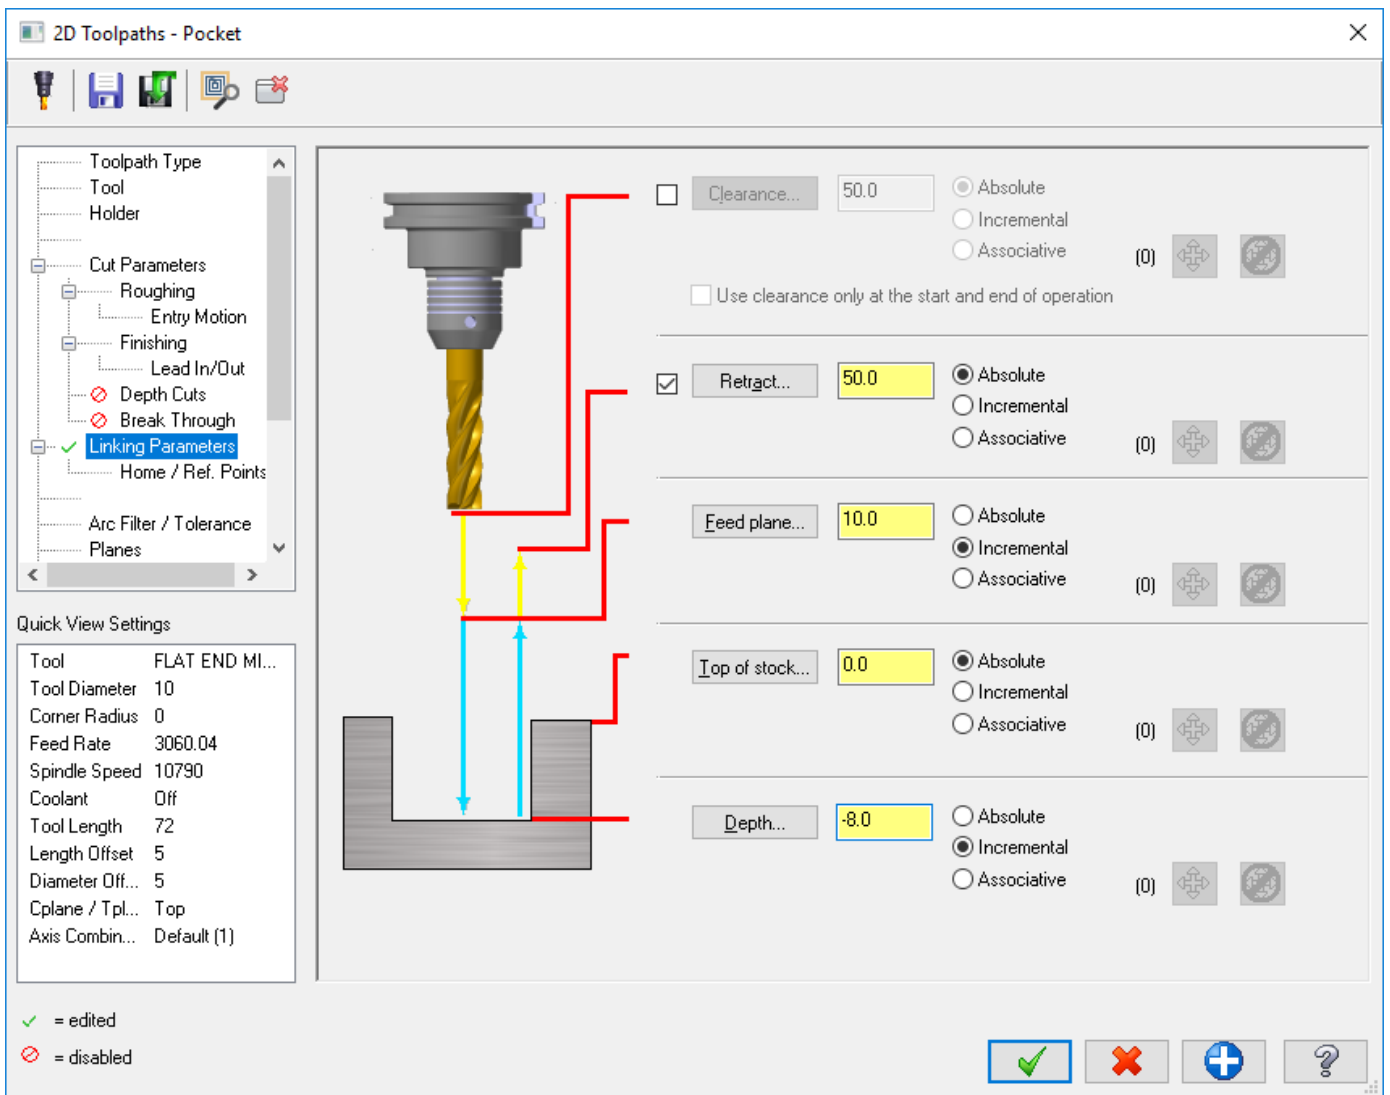 2D Toolpaths - Pocket
Toolpath Type
Tool
Holder
Cut Parameters
Roughing
Entry Motion
Finishing
Lead In/Out
Depth Cuts
Break Through
Linking Parameters
Home / Ref. Points
Arc Filter / Tolerance
Planes
Quick View Settings
Tool FLAT END MI...
Tool Diameter 10
Corner Radius 0
Feed Rate 3060.04
Spindle Speed 10790
Coolant Off
Tool Length 72
Length Offset 5
Diameter Off... 5
Cplane / Tpl... Top
Axis Combin... Default (1)
= edited
= disabled
Clearance... 50.0 Absolute
Incremental
Associative (0)
Use clearance only at the start and end of operation
Retract... 50.0 Absolute
Incremental
Associative (0)
Feed plane... 10.0 Absolute
Incremental
Associative (0)
Top of stock... 0.0 Absolute
Incremental
Associative (0)
Depth... -8.0 Absolute
Incremental
Associative (0)